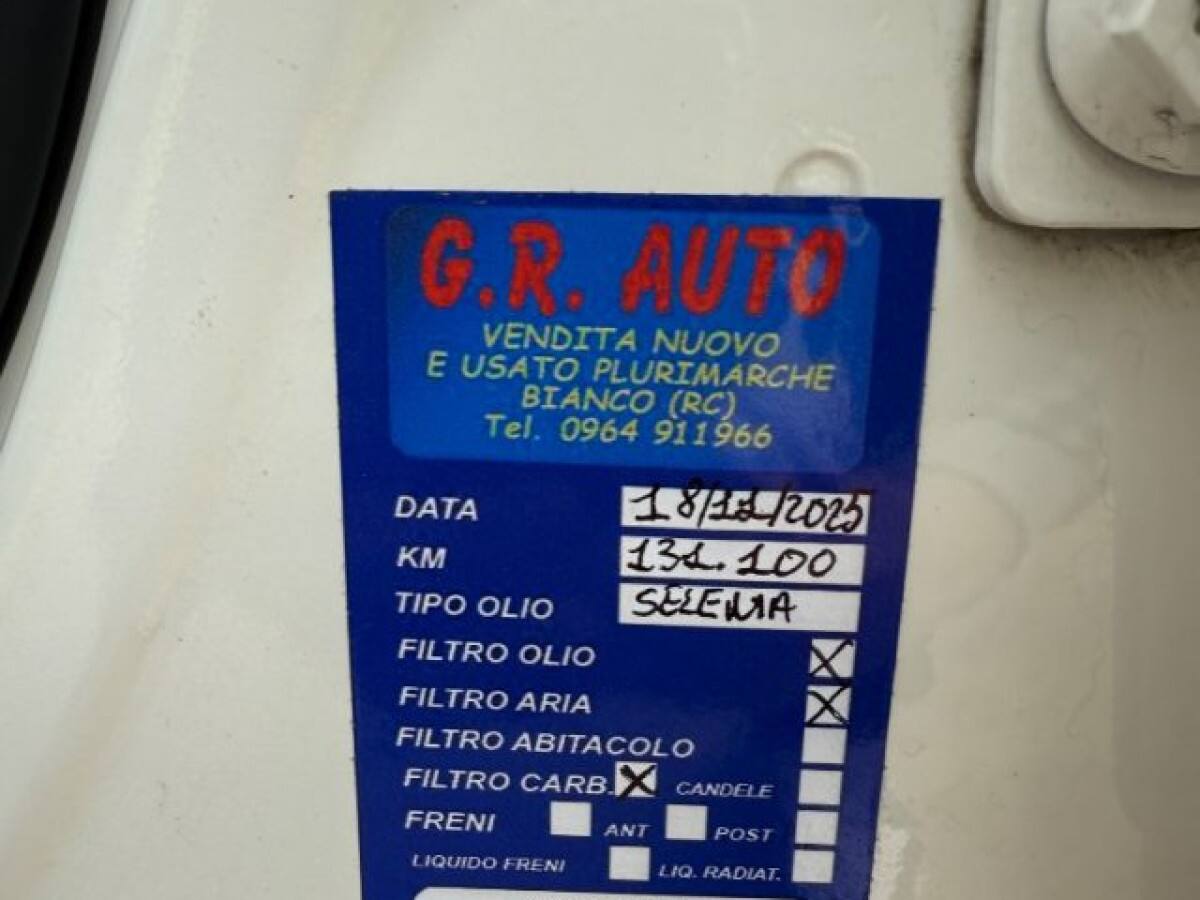 G.R. AUTO
VENDITA NUOVO
E USATO PLURIMARCHE
BIANCO (RC)
Tel. 0964 911966
DATA 18/11/2025
KM 131.100
TIPO OLIO SELENIA
FILTRO OLIO X
FILTRO ARIA X
FILTRO ABITACOLO
FILTRO CARB. X CANDELE
FRENI ANT POST
LIQUIDO FRENI LIQ. RADIAT.